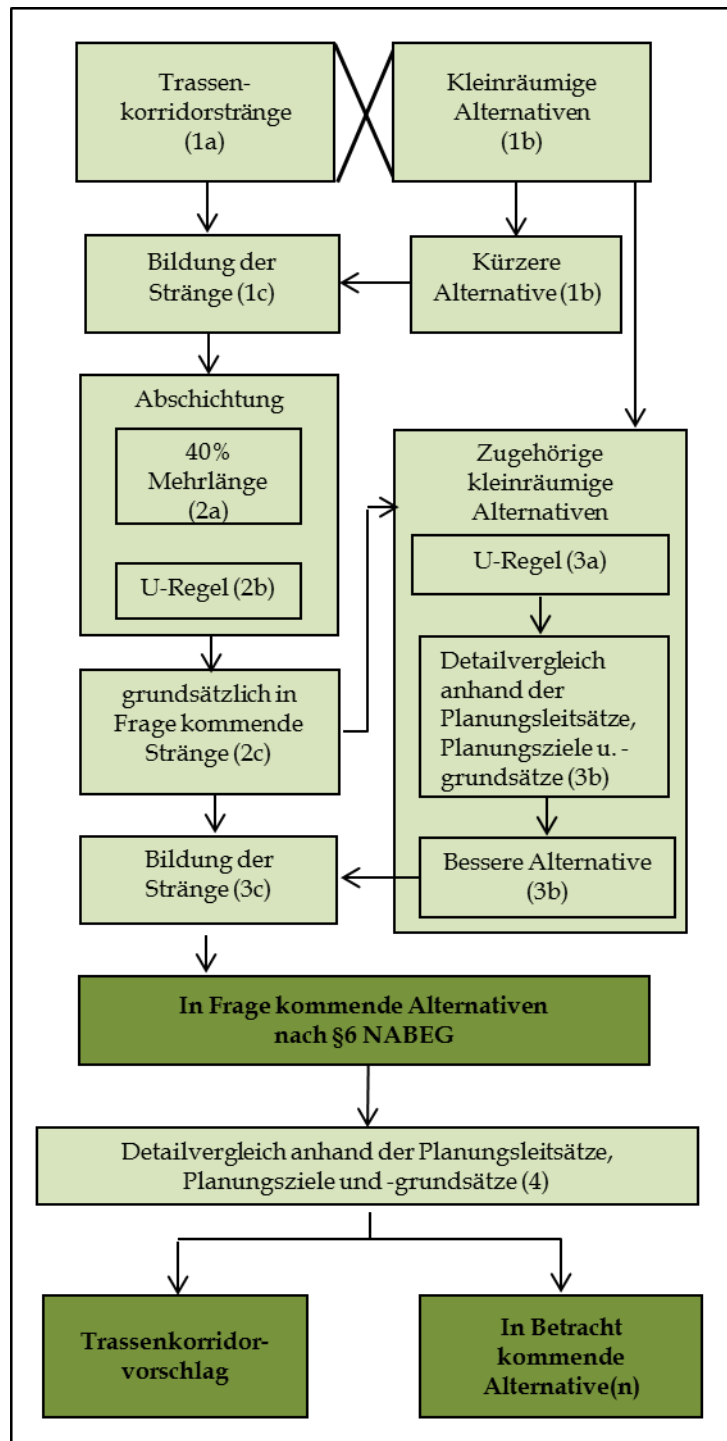 Trassen-
korridorstränge
(1a)
Kleinräumige
Alternativen
(1b)
Bildung der
Stränge (1c)
Kürzere
Alternative (1b)
Abschichtung
40%
Mehrlänge
(2a)
U-Regel (2b)
Zugehörige
kleinräumige
Alternativen
U-Regel (3a)
Detailvergleich
anhand der
Planungsleitsätze,
Planungsziele u. -
grundsätze (3b)
Bessere Alternative
(3b)
grundsätzlich in
Frage kommende
Stränge (2c)
Bildung der
Stränge (3c)
In Frage kommende Alternativen
nach §6 NABEG
Detailvergleich anhand der Planungsleitsätze,
Planungsziele und -grundsätze (4)
Trassenkorridor-
vorschlag
In Betracht
kommende
Alternative(n)